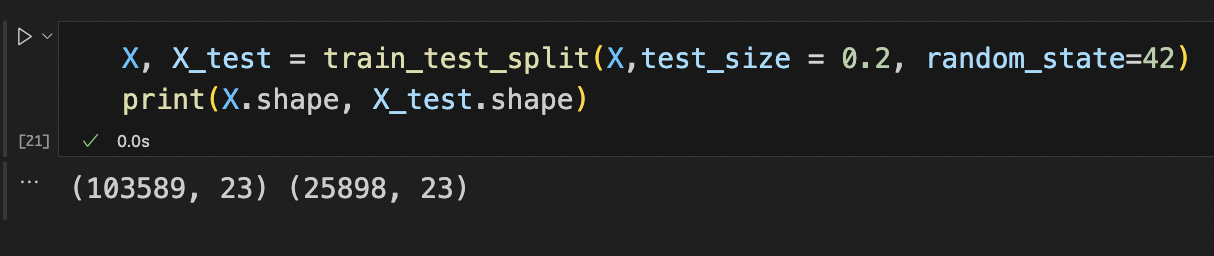 X, X_test = train_test_split(X,test_size = 0.2, random_state=42)
print(X.shape, X_test.shape)
[21] ✓ 0.0s
... (103589, 23) (25898, 23)